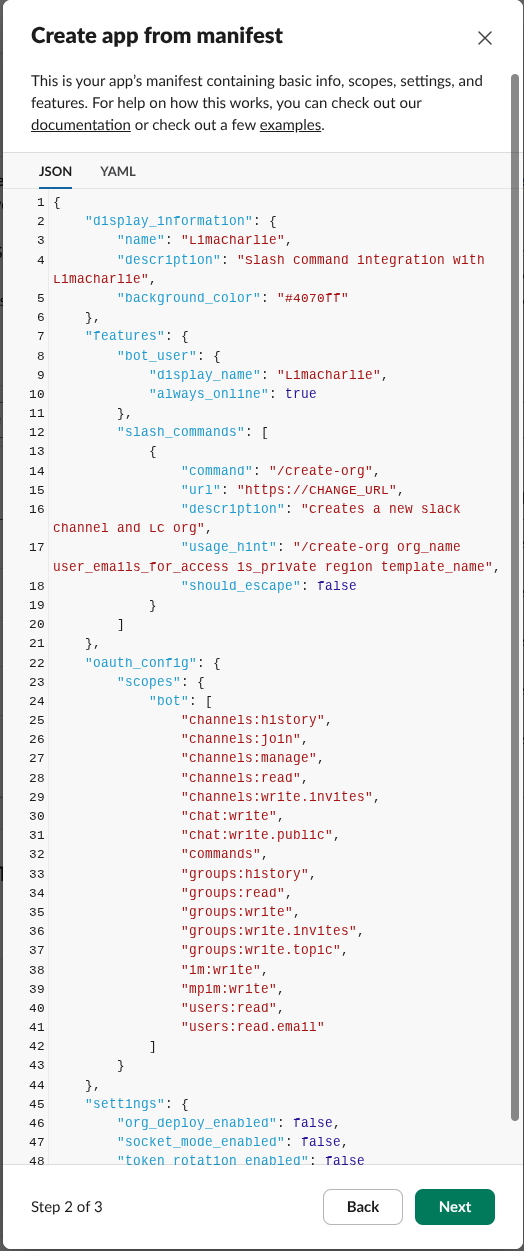 Create app from manifest
This is your app's manifest containing basic info, scopes, settings, and
features. For help on how this works, you can check out our
documentation or check out a few examples.
JSON YAML
1 {
2 "display_information": {
3 "name": "Limacharlie",
4 "description": "slash command integration with
Limacharlie",
5 "background_color": "#4070ff"
6 },
7 "features": {
8 "bot_user": {
9 "display_name": "Limacharlie",
10 "always_online": true
11 },
12 "slash_commands": [
13 {
14 "command": "/create-org",
15 "url": "https://CHANGE_URL",
16 "description": "creates a new slack
channel and LC org",
17 "usage_hint": "/create-org org_name
user_emails_for_access is_private region template_name",
18 "should_escape": false
19 }
20 ]
21 },
22 "oauth_config": {
23 "scopes": {
24 "bot": [
25 "channels:history",
26 "channels:join",
27 "channels:manage",
28 "channels:read",
29 "channels:write.invites",
30 "chat:write",
31 "chat:write.public",
32 "commands",
33 "groups:history",
34 "groups:read",
35 "groups:write",
36 "groups:write.invites",
37 "groups:write.topic",
38 "im:write",
39 "mpim:write",
40 "users:read",
41 "users:read.email"
42 ]
43 }
44 },
45 "settings": {
46 "org_deploy_enabled": false,
47 "socket_mode_enabled": false,
48 "token_rotation_enabled": false
Step 2 of 3
Back
Next